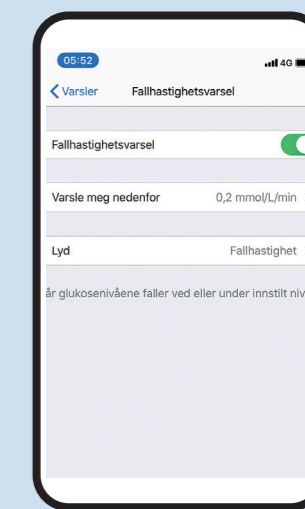 05:52 4G
Varsler Fallhastighetsvarsel
Fallhastighetsvarsel
Varsle meg nedenfor 0,2 mmol/L/min
Lyd Fallhastighet
år glukosenivåene faller ved eller under innstilt niv